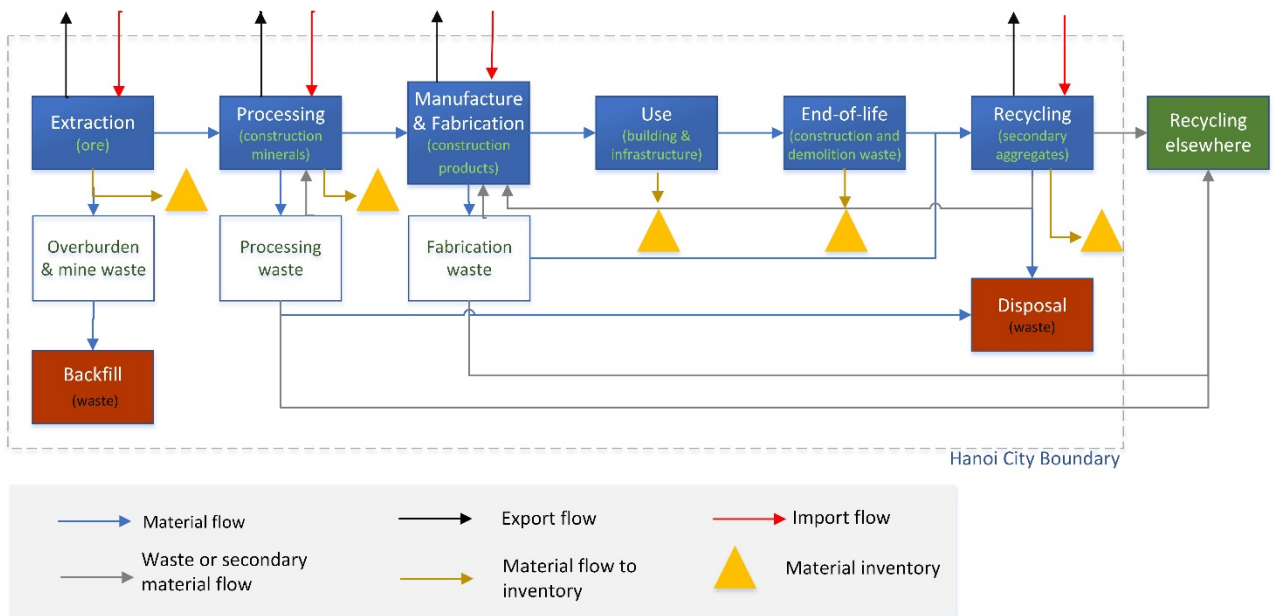 Extraction
(ore)
Processing
(construction
minerals)
Manufacture
& Fabrication
(construction
products)
Use
(building &
infrastructure)
End-of-life
(construction and
demolition waste)
Recycling
(secondary
aggregates)
Recycling
elsewhere
Overburden
& mine waste
Processing
waste
Fabrication
waste
Disposal
(waste)
Backfill
(waste)
Hanoi City Boundary
Material flow
Export flow
Import flow
Waste or secondary
material flow
Material flow to
inventory
Material inventory